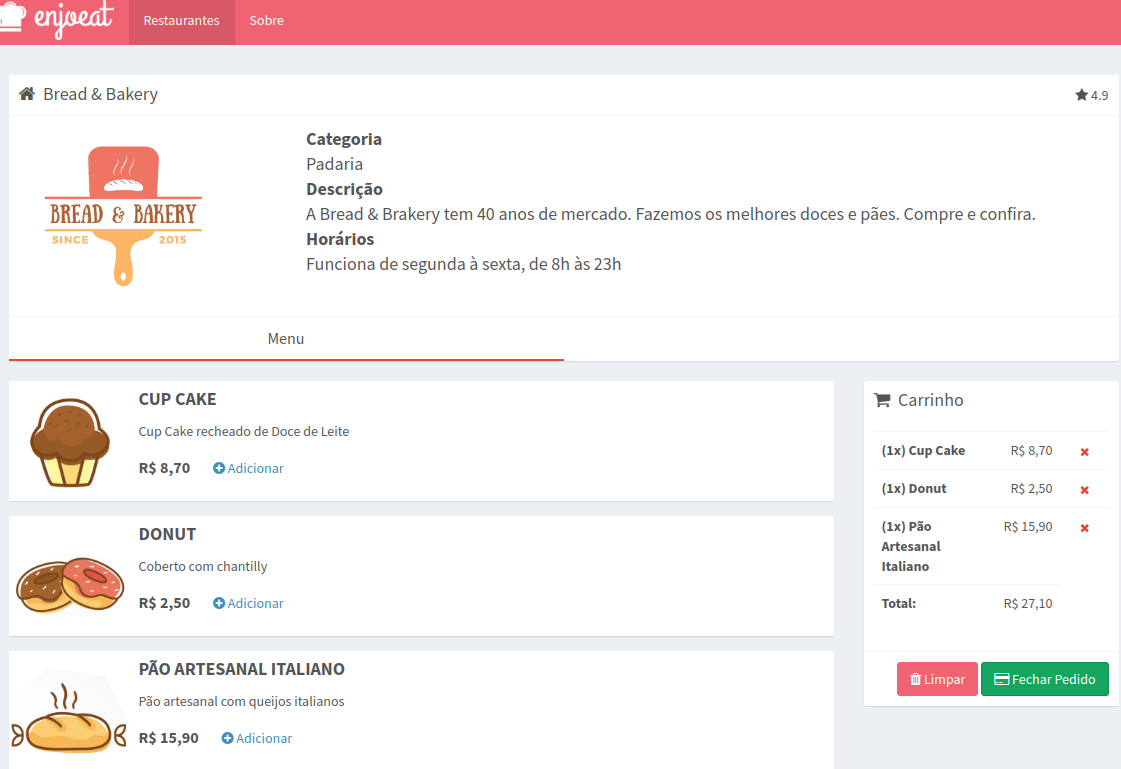 enjoeat
Restaurantes
Sobre
Bread & Bakery
4.9
BREAD & BAKERY
SINCE 2015
Categoria
Padaria
Descrição
A Bread & Brakery tem 40 anos de mercado. Fazemos os melhores doces e pães. Compre e confira.
Horários
Funciona de segunda à sexta, de 8h às 23h
Menu
CUP CAKE
Cup Cake recheado de Doce de Leite
R$ 8,70 Adicionar
DONUT
Coberto com chantilly
R$ 2,50 Adicionar
PÃO ARTESANAL ITALIANO
Pão artesanal com queijos italianos
R$ 15,90 Adicionar
Carrinho
(1x) Cup Cake R$ 8,70
(1x) Donut R$ 2,50
(1x) Pão R$ 15,90
Artesanal
Italiano
Total: R$ 27,10
Limpar Fechar Pedido